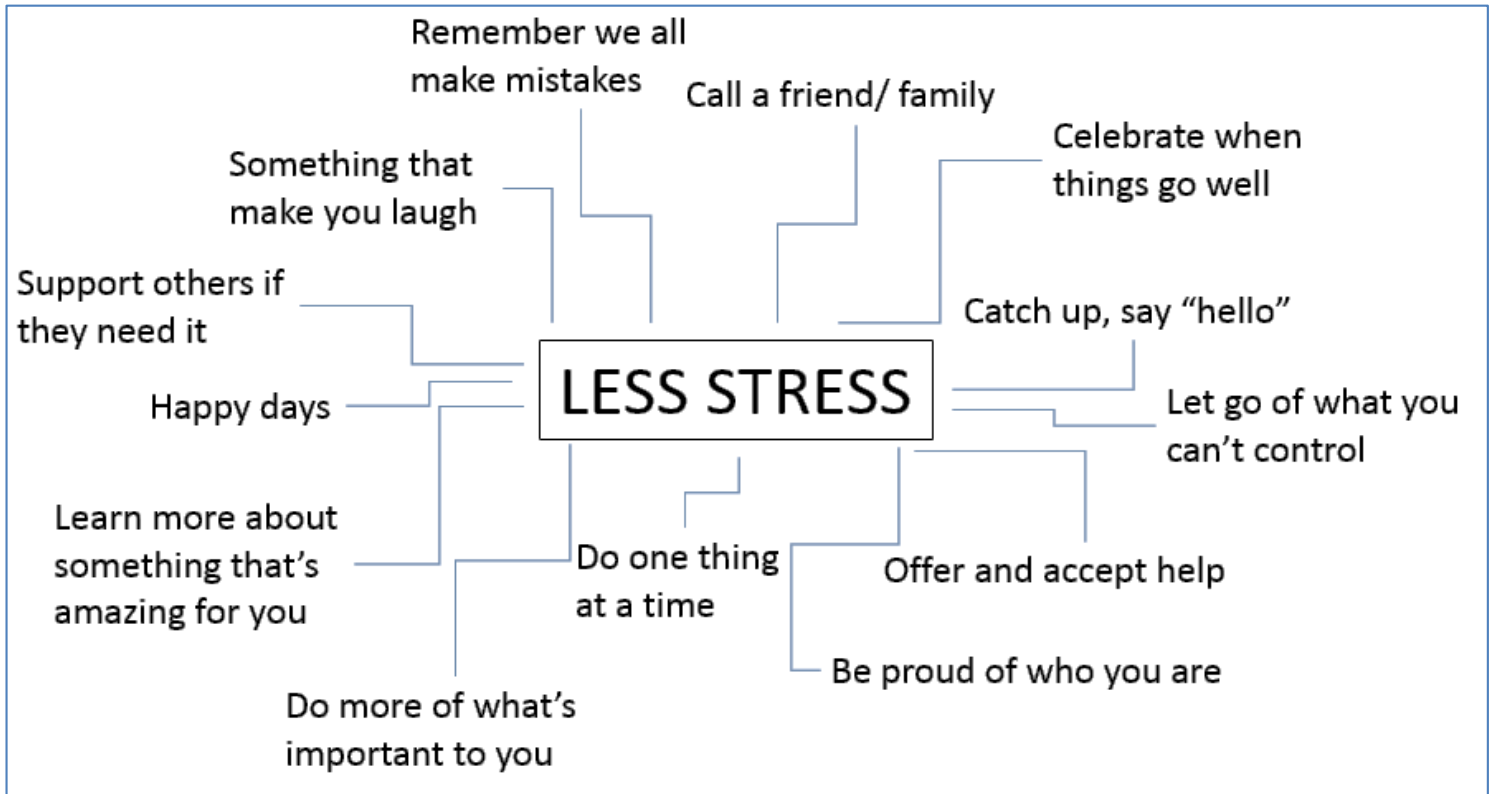 Remember we all
make mistakes
Call a friend/ family
Celebrate when
things go well
Something that
make you laugh
Support others if
they need it
Catch up, say “hello”
LESS STRESS
Happy days
Let go of what you
can’t control
Learn more about
something that’s
amazing for you
Do one thing
at a time
Offer and accept help
Be proud of who you are
Do more of what’s
important to you